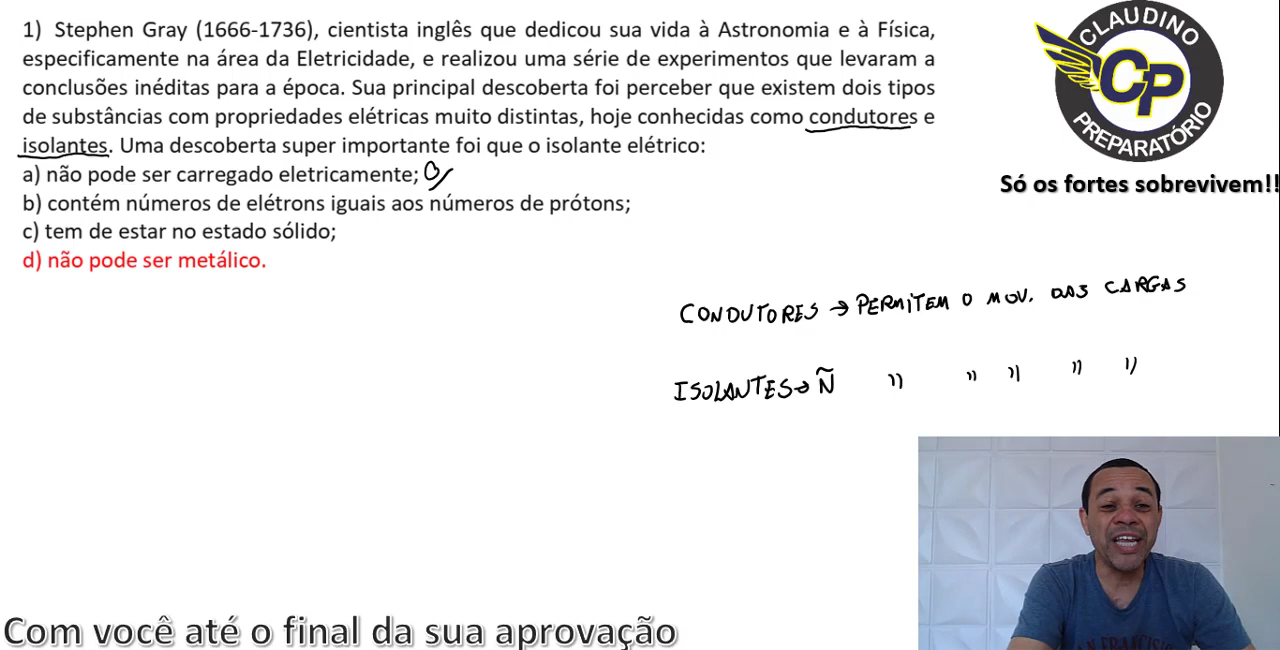 1) Stephen Gray (1666-1736), cientista inglês que dedicou sua vida à Astronomia e à Física,
especificamente na área da Eletricidade, e realizou uma série de experimentos que levaram a
conclusões inéditas para a época. Sua principal descoberta foi perceber que existem dois tipos
de substâncias com propriedades elétricas muito distintas, hoje conhecidas como condutores e
isolantes. Uma descoberta super importante foi que o isolante elétrico:
a) não pode ser carregado eletricamente;
b) contém números de elétrons iguais aos números de prótons;
c) tem de estar no estado sólido;
d) não pode ser metálico.
CLAUDINO
CP
PREPARATÓRIO
Só os fortes sobrevivem!!
CONDUTORES → PERMITEM O MOV. DAS CARGAS
ISOLANTES → Ñ " " " " "
Com você até o final da sua aprovação